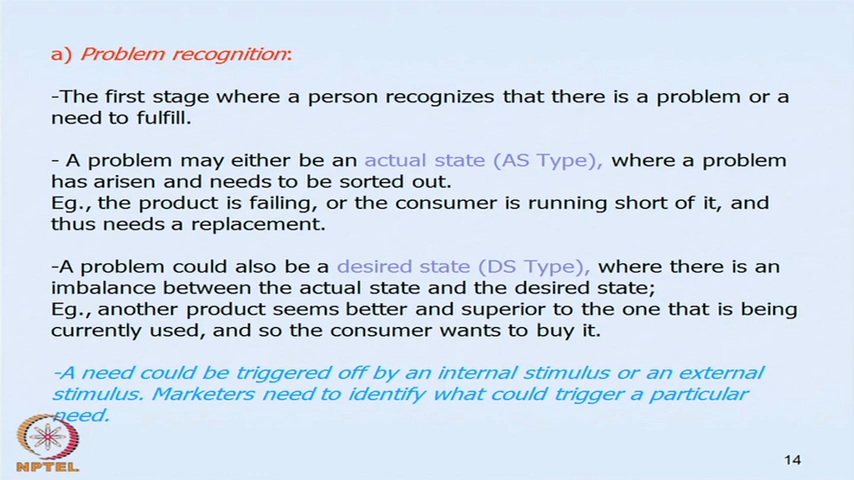 a) Problem recognition:
-The first stage where a person recognizes that there is a problem or a
need to fulfill.
- A problem may either be an actual state (AS Type), where a problem
has arisen and needs to be sorted out.
Eg., the product is failing, or the consumer is running short of it, and
thus needs a replacement.
-A problem could also be a desired state (DS Type), where there is an
imbalance between the actual state and the desired state;
Eg., another product seems better and superior to the one that is being
currently used, and so the consumer wants to buy it.
-A need could be triggered off by an internal stimulus or an external
stimulus. Marketers need to identify what could trigger a particular
need.
NPTEL
14